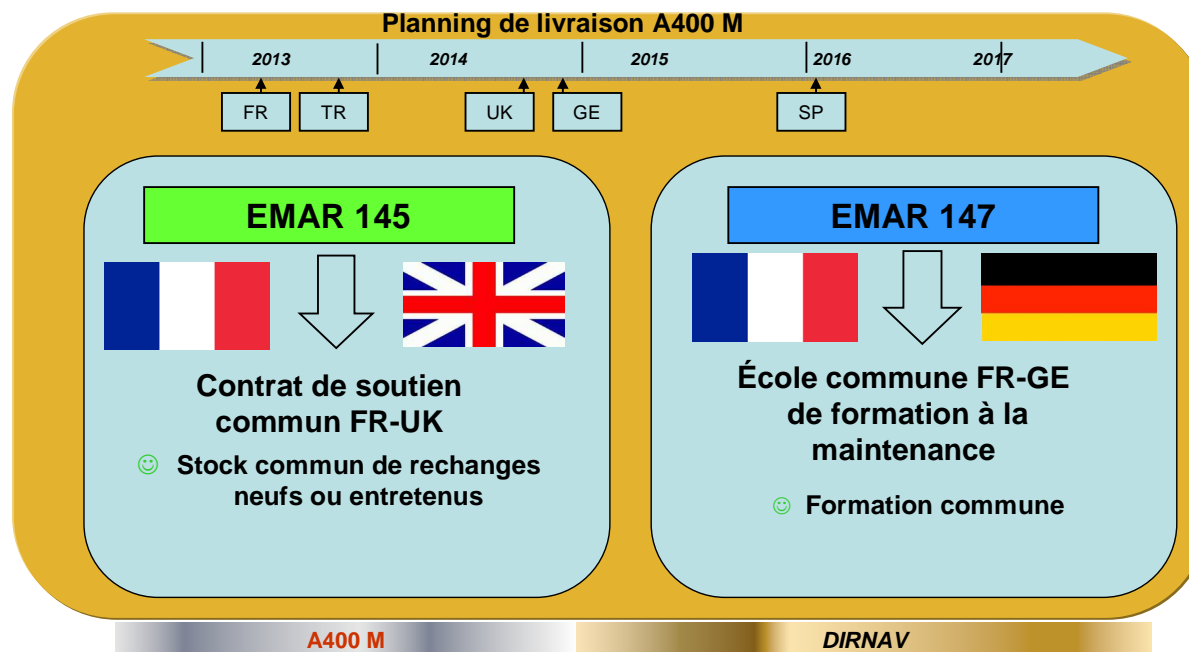 Planning de livraison A400 M
2013 2014 2015 2016 2017
FR TR UK GE SP
EMAR 145
Contrat de soutien
commun FR-UK
Stock commun de rechanges
neufs ou entretenus
EMAR 147
École commune FR-GE
de formation à la
maintenance
Formation commune
A400 M DIRNAV